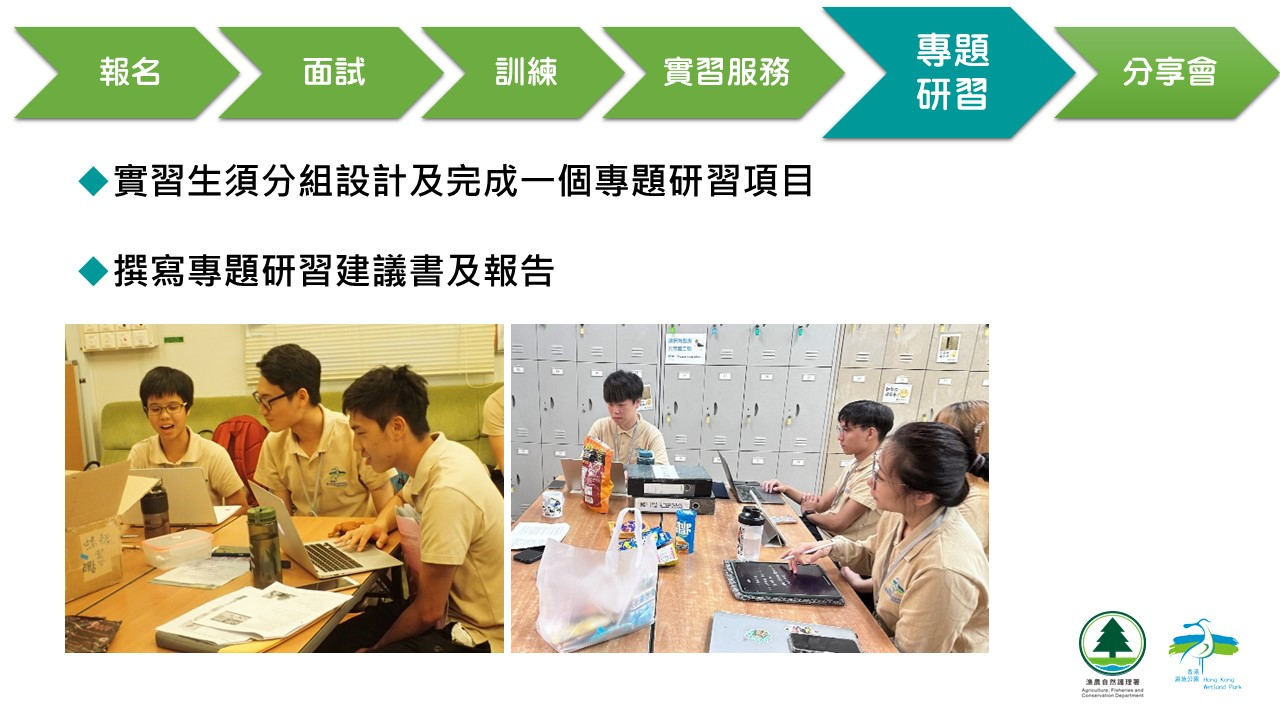 報名
面試
訓練
實習服務
專題
研習
分享會
實習生須分組設計及完成一個專題研習項目
撰寫專題研習建議書及報告
漁農自然護理署
Agriculture, Fisheries and
Conservation Department
香港
濕地公園
Hong Kong
Wetland Park